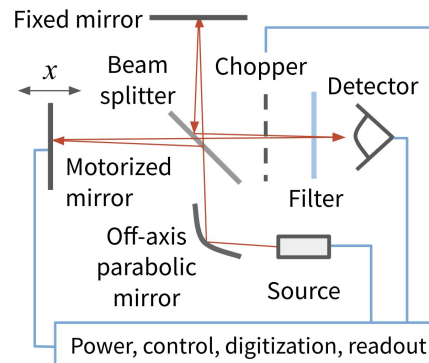 Fixed mirror
x
Beam
splitter
Chopper
Detector
Motorized
mirror
Filter
Off-axis
parabolic
mirror
Source
Power, control, digitization, readout